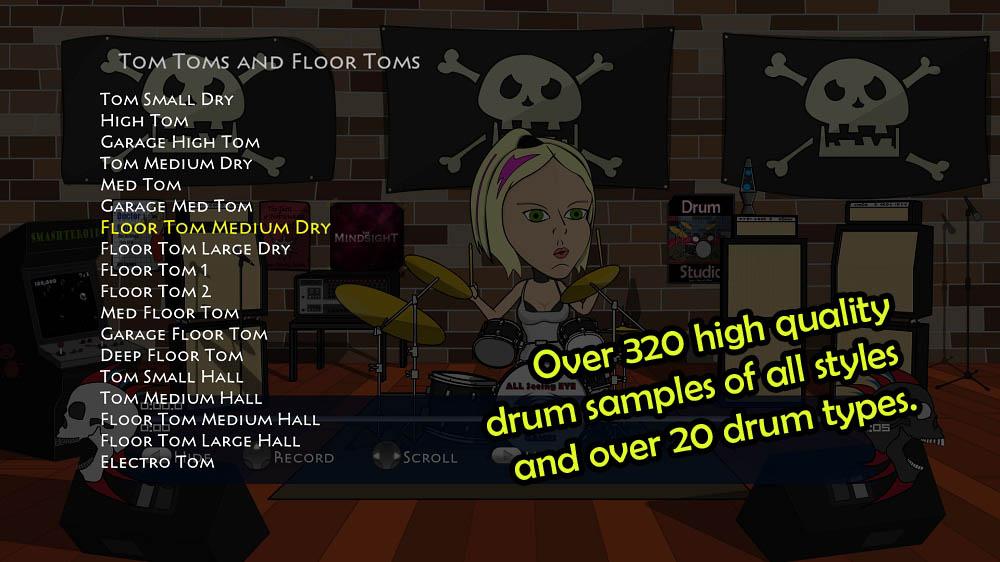 Tom Toms and Floor Toms
Tom Small Dry
High Tom
Garage High Tom
Tom Medium Dry
Med Tom
Garage Med Tom
Floor Tom Medium Dry
Floor Tom Large Dry
Floor Tom 1
Floor Tom 2
Med Floor Tom
Garage Floor Tom
Deep Floor Tom
Tom Small Hall
Tom Medium Hall
Floor Tom Medium Hall
Floor Tom Large Hall
Electro Tom
Hide
Record
Scroll
MINDSIGHT
Drum
Studio
ALL Seeing EYE
Over 320 high quality
drum samples of all styles
and over 20 drum types.